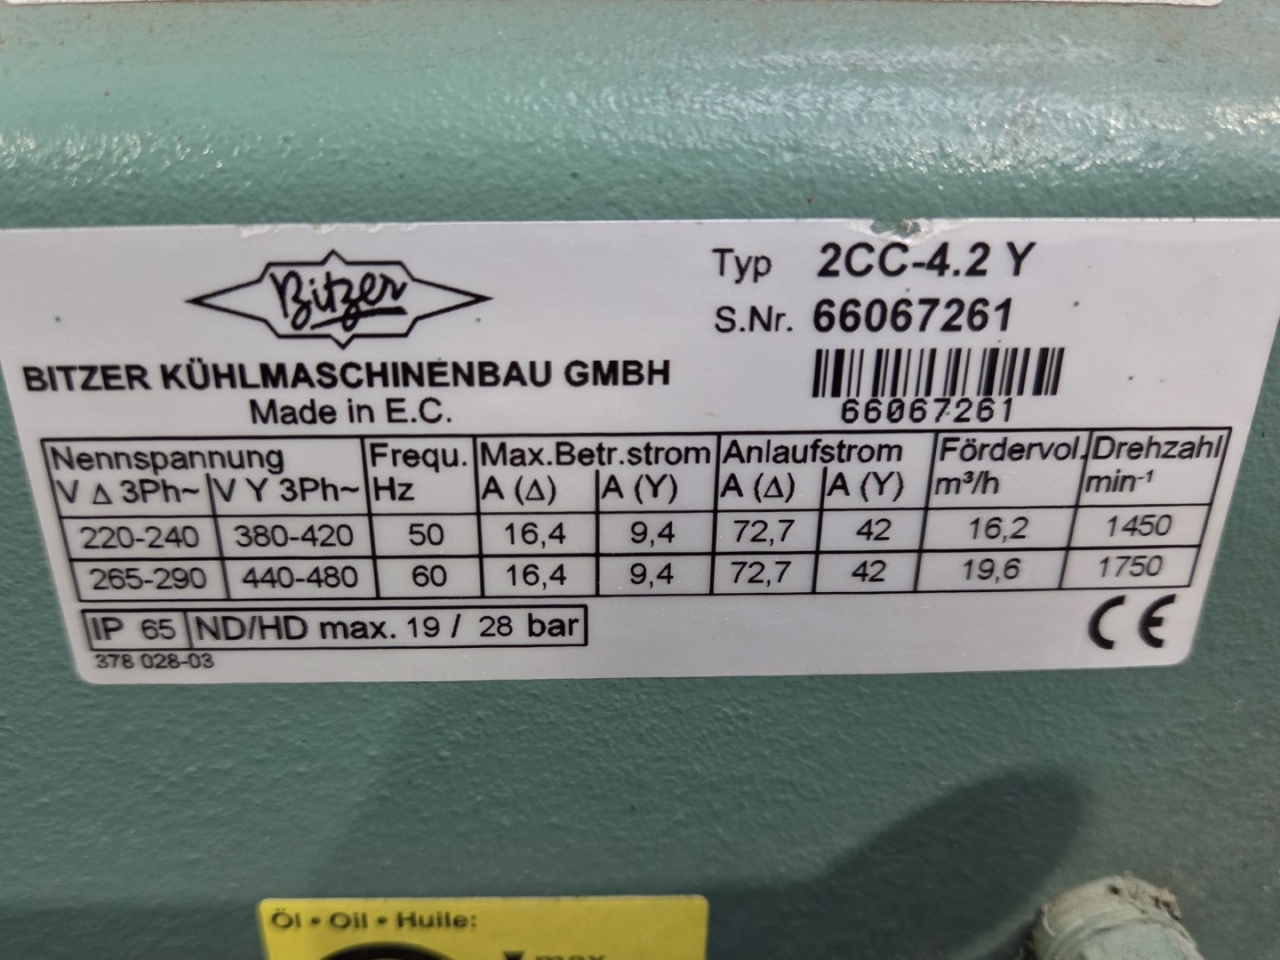 Bitzer
Typ 2CC-4.2 Y
S.Nr. 66067261
BITZER KÜHLMASCHINENBAU GMBH
Made in E.C.
66067261
Nennspannung Frequ. Max.Betr.strom Anlaufstrom Fördervol. Drehzahl
V Δ 3Ph~ V Y 3Ph~ Hz A (Δ) A (Y) A (Δ) A (Y) m³/h min-¹
220-240 380-420 50 16,4 9,4 72,7 42 16,2 1450
265-290 440-480 60 16,4 9,4 72,7 42 19,6 1750
IP 65 ND/HD max. 19 / 28 bar
CE
378 028-03
Öl • Oil • Huile:
max